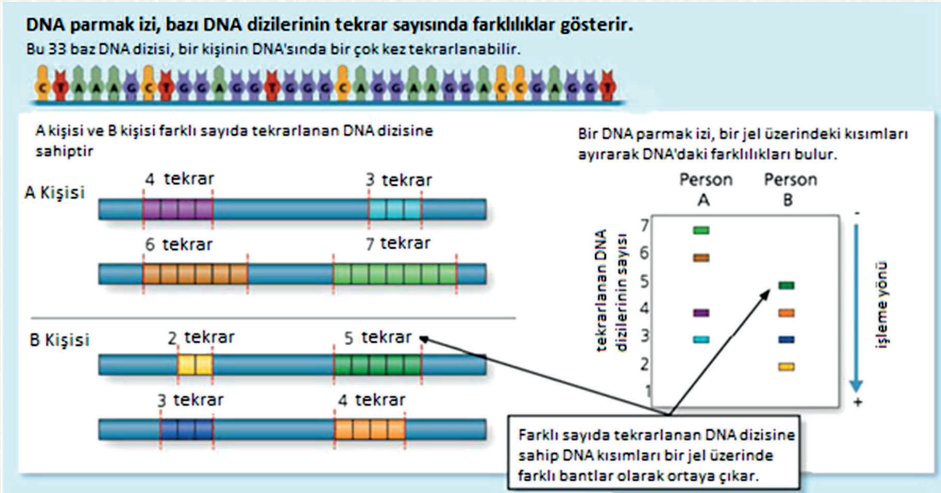 DNA parmak izi, bazı DNA dizilerinin tekrar sayısında farklılıklar gösterir.
Bu 33 baz DNA dizisi, bir kişinin DNA'sında bir çok kez tekrarlanabilir.
C T A A A G C T G G A G G T G G G C A G G A A G G A C C G A G G T
A kişisi ve B kişisi farklı sayıda tekrarlanan DNA dizisine
sahiptir
A Kişisi
4 tekrar
3 tekrar
6 tekrar
7 tekrar
B Kişisi
2 tekrar
5 tekrar
3 tekrar
4 tekrar
Bir DNA parmak izi, bir jel üzerindeki kısımları
ayırarak DNA'daki farklılıkları bulur.
Person
A
Person
B
tekrarlanan DNA
dizilerinin sayısı
7
6
5
4
3
2
1
-
işleme yönü
+
Farklı sayıda tekrarlanan DNA dizisine
sahip DNA kısımları bir jel üzerinde
farklı bantlar olarak ortaya çıkar.